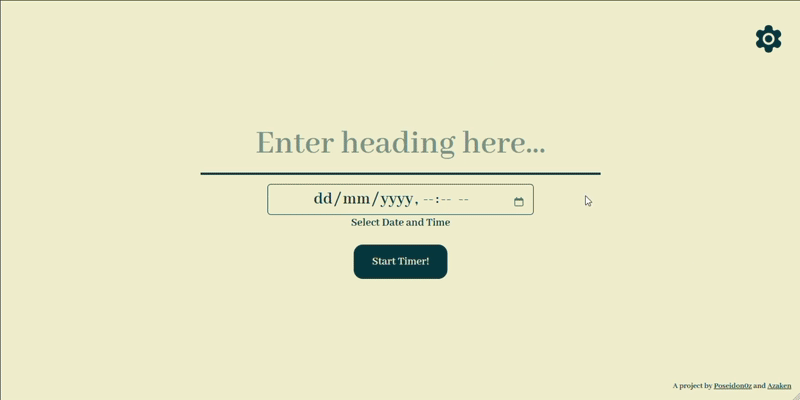 Enter heading here...
dd/mm/yyyy, --:-- --
Select Date and Time
Start Timer!
A project by Poseidon0z and Azaken